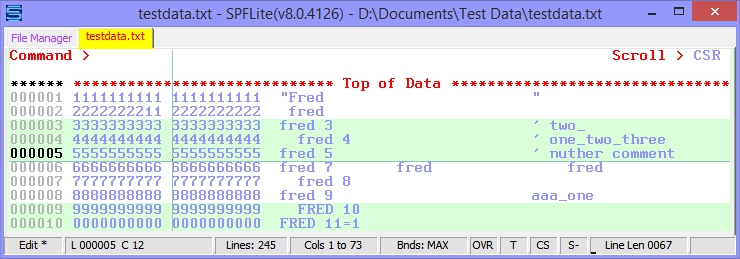 testdata.txt - SPFLite(v8.0.4126) - D:\Documents\Test Data\testdata.txt
File Manager testdata.txt
Command > Scroll > CSR
****** ****************************** Top of Data ********************************
000001 1111111111 1111111111 "Fred "
000002 2222222211 2222222222 fred
000003 3333333333 3333333333 fred 3 ' two_
000004 4444444444 4444444444 fred 4 ' one_two_three
000005 5555555555 5555555555 fred 5 ' nuther comment
000006 6666666666 6666666666 fred 7 fred fred
000007 7777777777 7777777777 fred 8
000008 8888888888 8888888888 fred 9 aaa_one
000009 9999999999 9999999999 FRED 10
000010 0000000000 0000000000 FRED 11=1
Edit * L 000005 C 12 Lines: 245 Cols 1 to 73 Bnds: MAX OVR T CS S- Line Len 0067